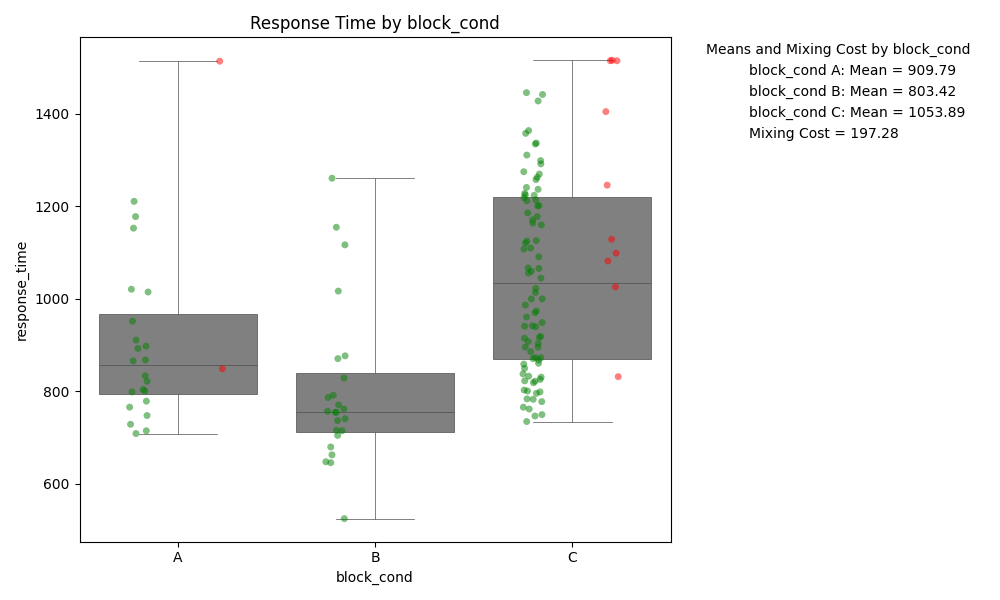 Response Time by block_cond
Means and Mixing Cost by block_cond
block_cond A: Mean = 909.79
block_cond B: Mean = 803.42
block_cond C: Mean = 1053.89
Mixing Cost = 197.28
response_time
1400
1200
1000
800
600
A
B
C
block_cond